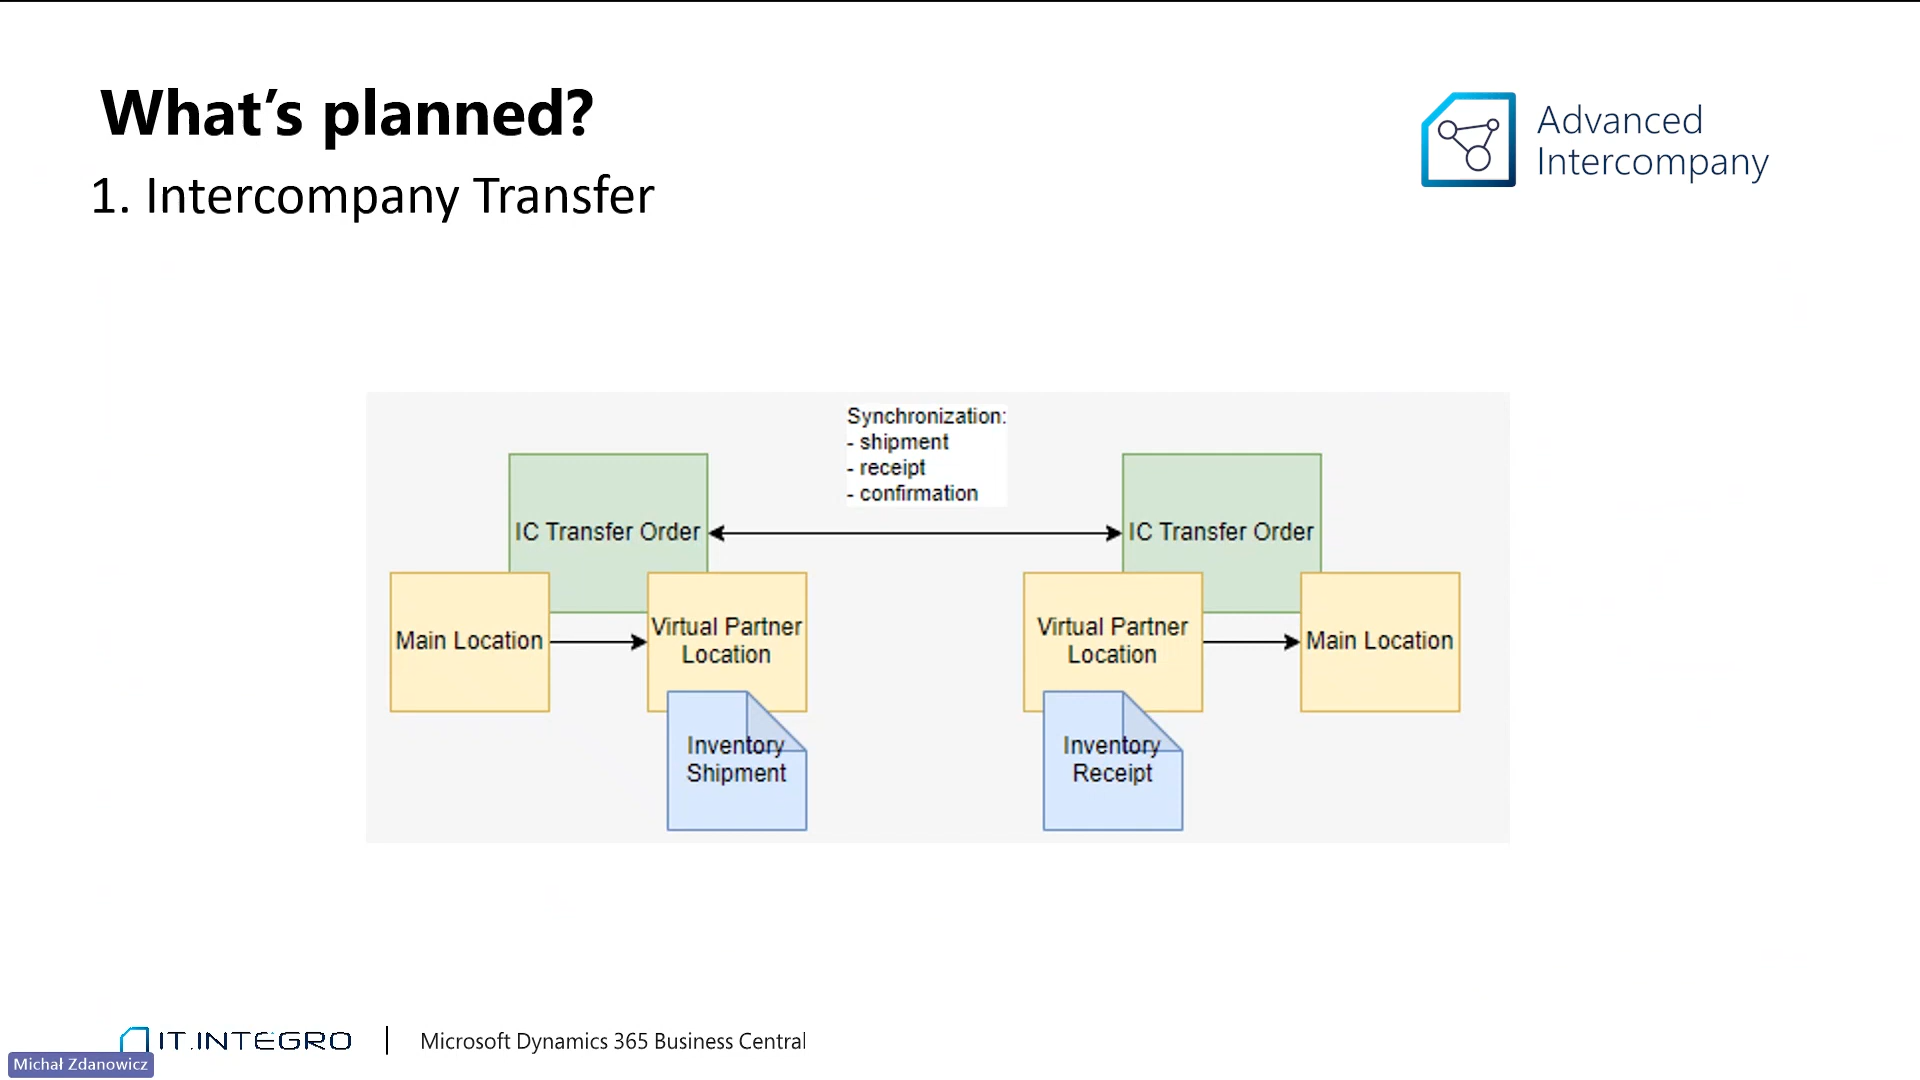 What's planned?
1. Intercompany Transfer
Advanced
Intercompany
Synchronization:
- shipment
- receipt
- confirmation
IC Transfer Order
IC Transfer Order
Main Location
Virtual Partner
Location
Virtual Partner
Location
Main Location
Inventory
Shipment
Inventory
Receipt
IT.INTEGRO
Microsoft Dynamics 365 Business Central
Michał Zdanowicz